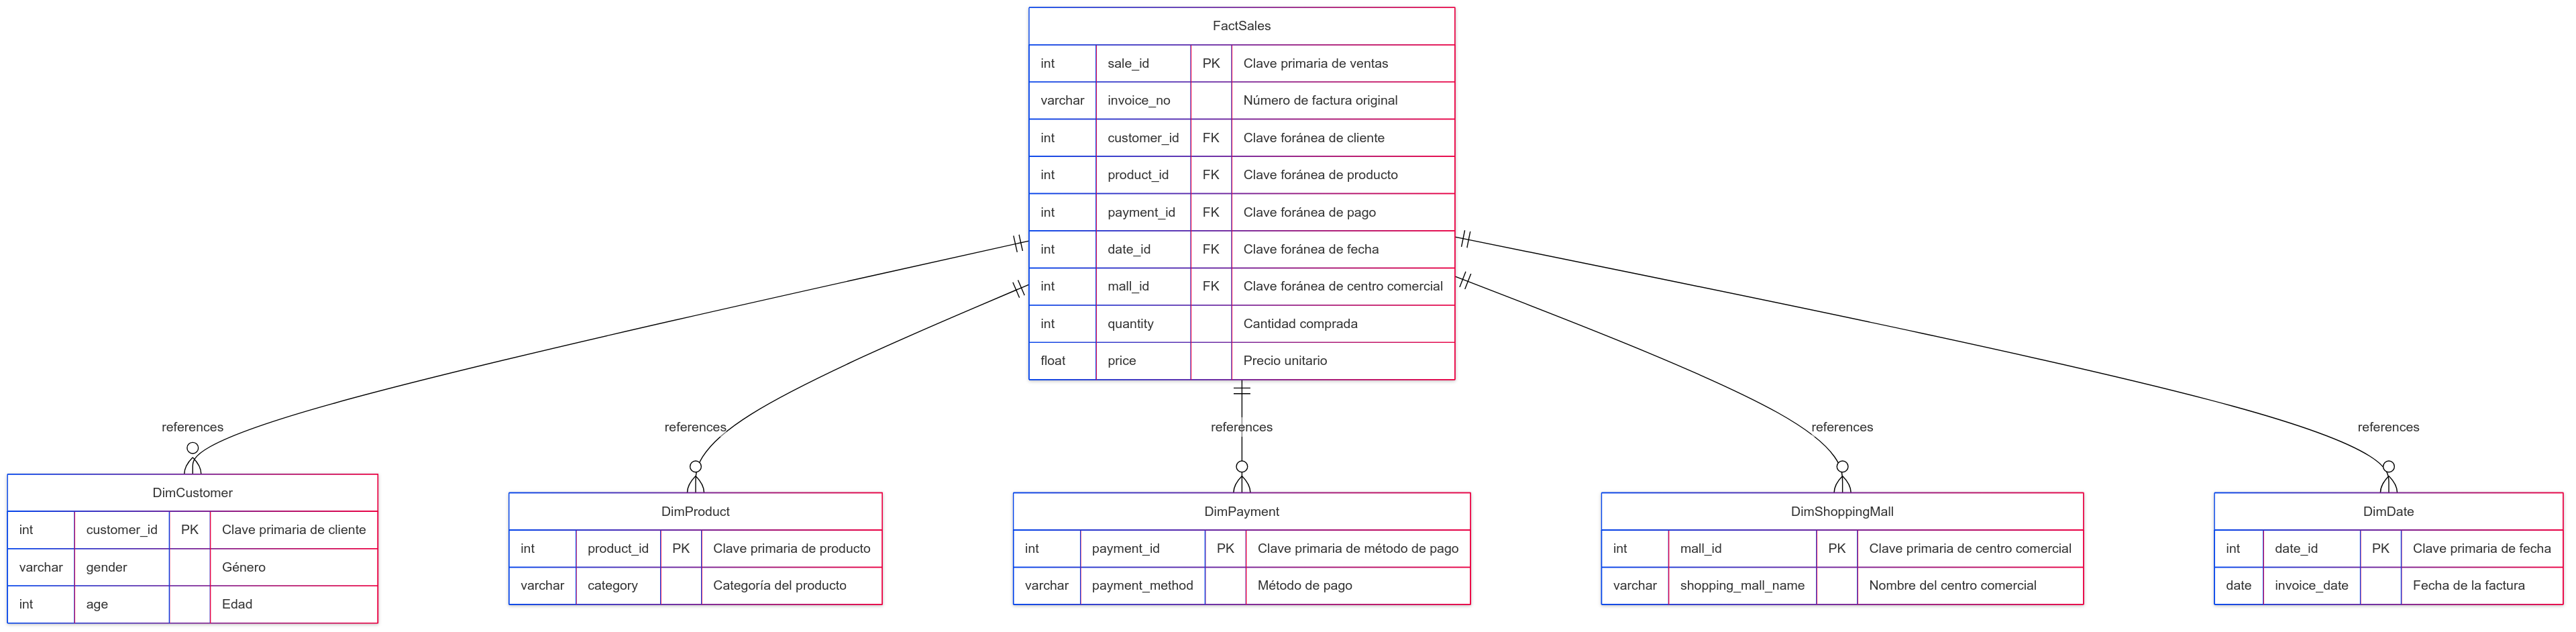 FactSales
int sale_id PK Clave primaria de ventas
varchar invoice_no Número de factura original
int customer_id FK Clave foránea de cliente
int product_id FK Clave foránea de producto
int payment_id FK Clave foránea de pago
int date_id FK Clave foránea de fecha
int mall_id FK Clave foránea de centro comercial
int quantity Cantidad comprada
float price Precio unitario
references
references
references
references
references
DimCustomer
int customer_id PK Clave primaria de cliente
varchar gender Género
int age Edad
DimProduct
int product_id PK Clave primaria de producto
varchar category Categoría del producto
DimPayment
int payment_id PK Clave primaria de método de pago
varchar payment_method Método de pago
DimShoppingMall
int mall_id PK Clave primaria de centro comercial
varchar shopping_mall_name Nombre del centro comercial
DimDate
int date_id PK Clave primaria de fecha
date invoice_date Fecha de la factura